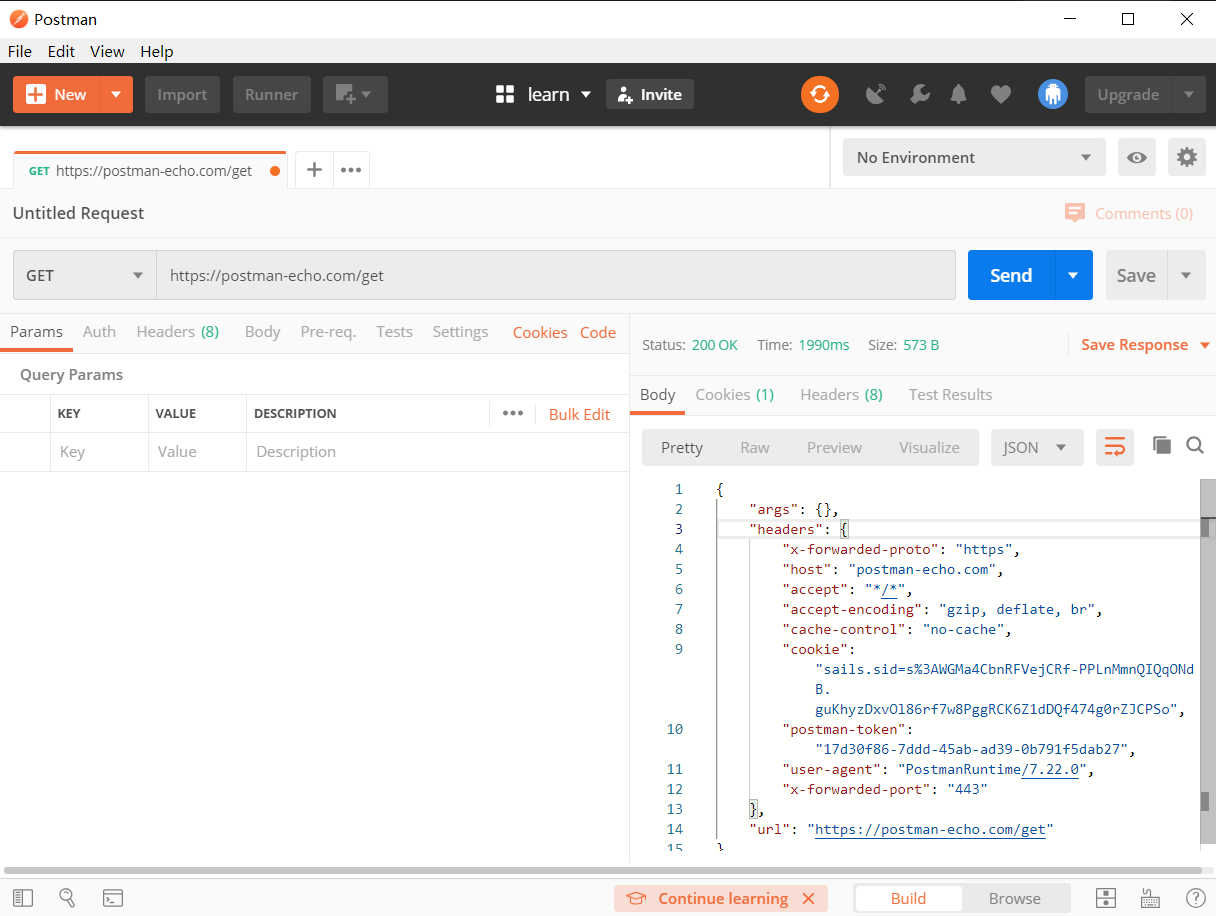 Postman
File Edit View Help
New Import Runner learn Invite Upgrade
GET https://postman-echo.com/get
No Environment
Untitled Request
Comments (0)
GET https://postman-echo.com/get Send Save
Params Auth Headers (8) Body Pre-req. Tests Settings Cookies Code
Status: 200 OK Time: 1990ms Size: 573 B Save Response
Query Params
Body Cookies (1) Headers (8) Test Results
KEY VALUE DESCRIPTION Bulk Edit
Key Value Description
Pretty Raw Preview Visualize JSON
1 {
2 "args": {},
3 "headers": {
4 "x-forwarded-proto": "https",
5 "host": "postman-echo.com",
6 "accept": "*/*",
7 "accept-encoding": "gzip, deflate, br",
8 "cache-control": "no-cache",
9 "cookie":
"sails.sid=s%3AWGMa4CbnRFVejCRf-PPLnMmnQIQqONd
B.
guKhyzDxvOl86rf7w8PggRCK6Z1dDQf474g0rZJCPSo",
10 "postman-token":
"17d30f86-7ddd-45ab-ad39-0b791f5dab27",
11 "user-agent": "PostmanRuntime/7.22.0",
12 "x-forwarded-port": "443"
13 },
14 "url": "https://postman-echo.com/get"
15 }
Continue learning Build Browse